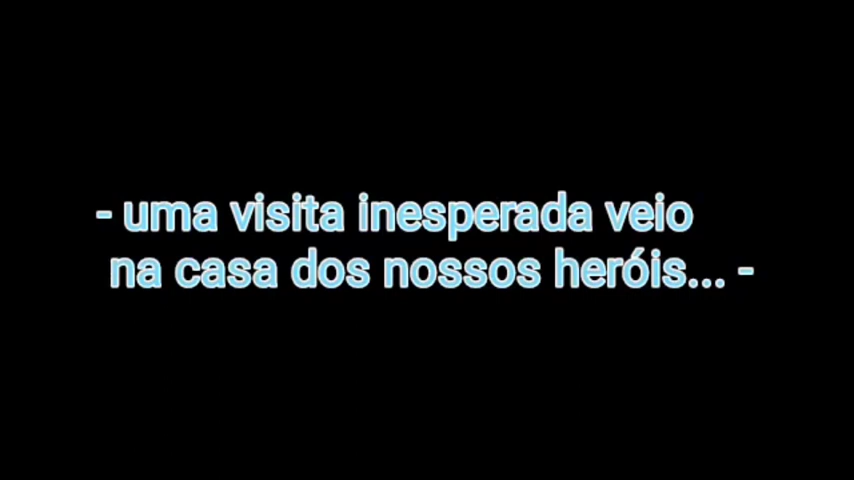 - uma visita inesperada veio
na casa dos nossos heróis... -